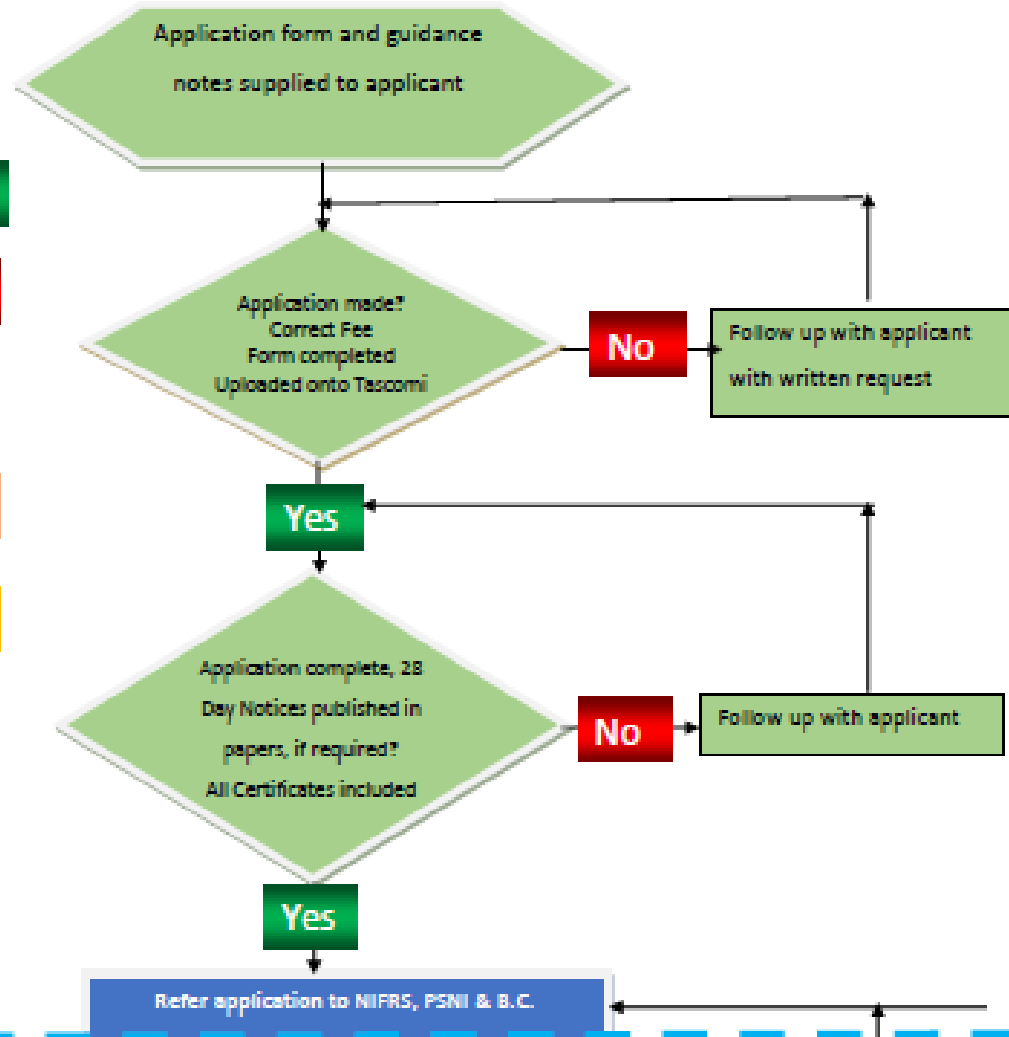 Application form and guidance
notes supplied to applicant
Application made?
Correct Fee
Form completed
Uploaded onto Tascomi
No
Follow up with applicant
with written request
Yes
Application complete, 28
Day Notices published in
papers, if required?
All Certificates included
No
Follow up with applicant
Yes
Refer application to NIFRS, PSNI & B.C.